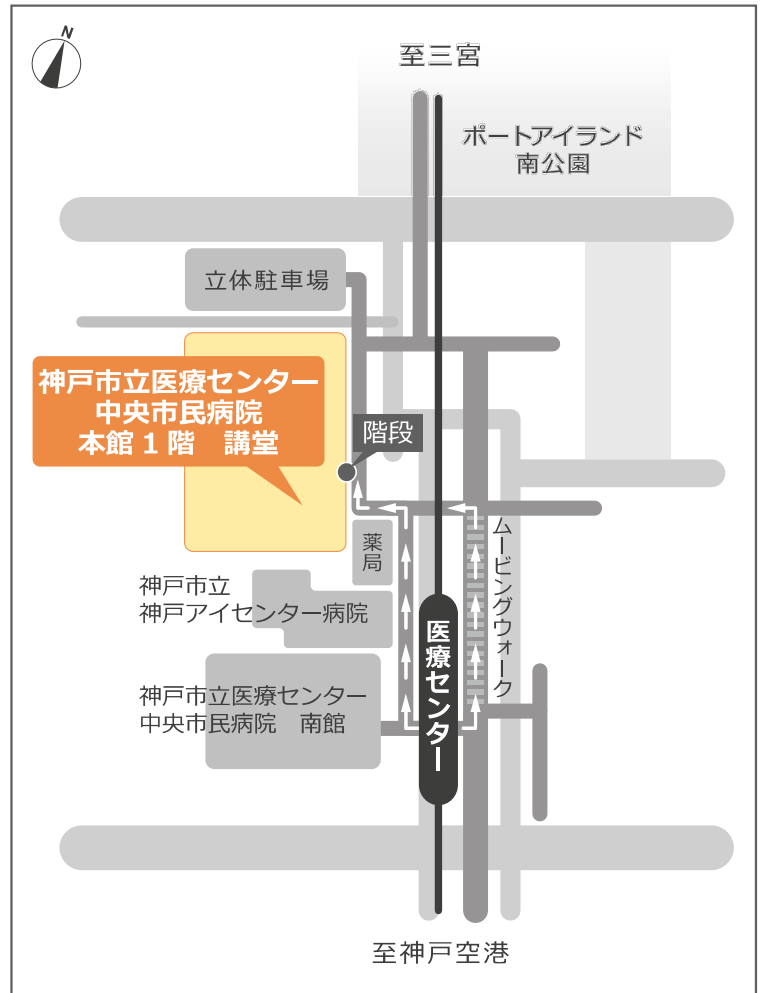 N
至三宮
ポートアイランド
南公園
立体駐車場
神戸市立医療センター
中央市民病院
本館1階　講堂
階段
薬局
ムービングウォーク
神戸市立
神戸アイセンター病院
医療センター
神戸市立医療センター
中央市民病院　南館
至神戸空港